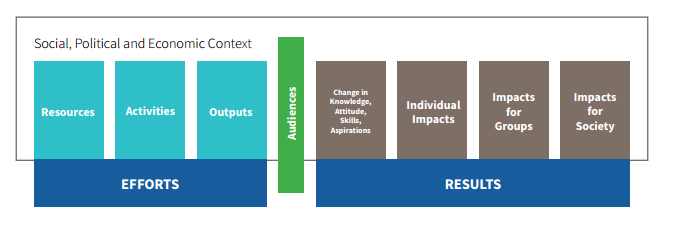 Social, Political and Economic Context
Resources
Activities
Outputs
Audiences
Change in
Knowledge,
Attitude,
Skills,
Aspirations
Individual
Impacts
Impacts
for
Groups
Impacts
for
Society
EFFORTS
RESULTS